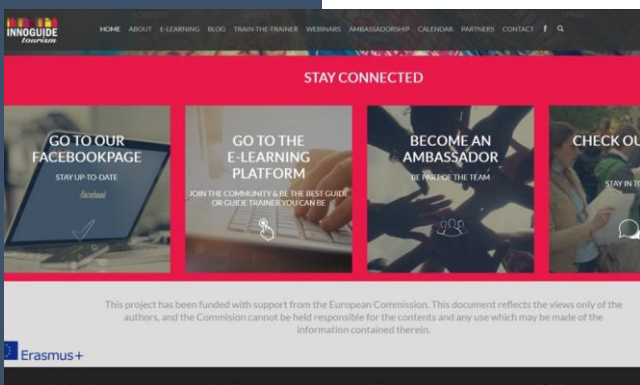 INNOGUIDE
tourism
HOME ABOUT E-LEARNING BLOG TRAIN-THE-TRAINER WEBINARS AMBASSADORSHIP CALENDAR PARTNERS CONTACT f
STAY CONNECTED
GO TO OUR
FACEBOOKPAGE
STAY UP-TO-DATE
facebook
GO TO THE
E-LEARNING
PLATFORM
JOIN THE COMMUNITY & BE THE BEST GUIDE
OR GUIDE TRAINER YOU CAN BE
BECOME AN
AMBASSADOR
BE PART OF THE TEAM
CHECK OU
STAY IN T
This project has been funded with support from the European Commission. This document reflects the views only of the
authors, and the Commision cannot be held responsible for the contents and any use which may be made of the
information contained therein.
Erasmus+